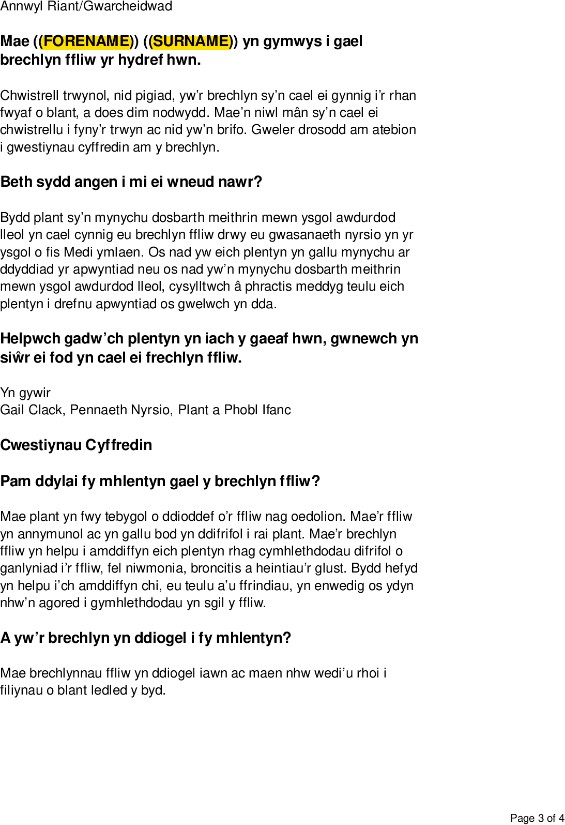 Annwyl Riant/Gwarcheidwad
Mae ((FORENAME)) ((SURNAME)) yn gymwys i gael
brechlyn ffliw yr hydref hwn.
Chwistrell trwynol, nid pigiad, yw'r brechlyn sy'n cael ei gynnig i'r rhan
fwyaf o blant, a does dim nodwydd. Mae'n niwl mân sy'n cael ei
chwistrellu i fyny'r trwyn ac nid yw'n brifo. Gweler drosodd am atebion
i gwestiynau cyffredin am y brechlyn.
Beth sydd angen i mi ei wneud nawr?
Bydd plant sy'n mynychu dosbarth meithrin mewn ysgol awdurdod
lleol yn cael cynnig eu brechlyn ffliw drwy eu gwasanaeth nyrsio yn yr
ysgol o fis Medi ymlaen. Os nad yw eich plentyn yn gallu mynychu ar
ddyddiad yr apwyntiad neu os nad yw'n mynychu dosbarth meithrin
mewn ysgol awdurdod lleol, cysylltwch â phractis meddyg teulu eich
plentyn i drefnu apwyntiad os gwelwch yn dda.
Helpwch gadw'ch plentyn yn iach y gaeaf hwn, gwnewch yn
siŵr ei fod yn cael ei frechlyn ffliw.
Yn gywir
Gail Clack, Pennaeth Nyrsio, Plant a Phobl Ifanc
Cwestiynau Cyffredin
Pam ddylai fy mhlentyn gael y brechlyn ffliw?
Mae plant yn fwy tebygol o ddioddef o'r ffliw nag oedolion. Mae'r ffliw
yn annymunol ac yn gallu bod yn ddifrifol i rai plant. Mae'r brechlyn
ffliw yn helpu i amddiffyn eich plentyn rhag cymhlethdodau difrifol o
ganlyniad i'r ffliw, fel niwmonia, broncitis a heintiau'r glust. Bydd hefyd
yn helpu i'ch amddiffyn chi, eu teulu a'u ffrindiau, yn enwedig os ydyn
nhw'n agored i gymhlethdodau yn sgil y ffliw.
A yw'r brechlyn yn ddiogel i fy mhlentyn?
Mae brechlynnau ffliw yn ddiogel iawn ac maen nhw wedi'u rhoi i
filiynau o blant ledled y byd.
Page 3 of 4